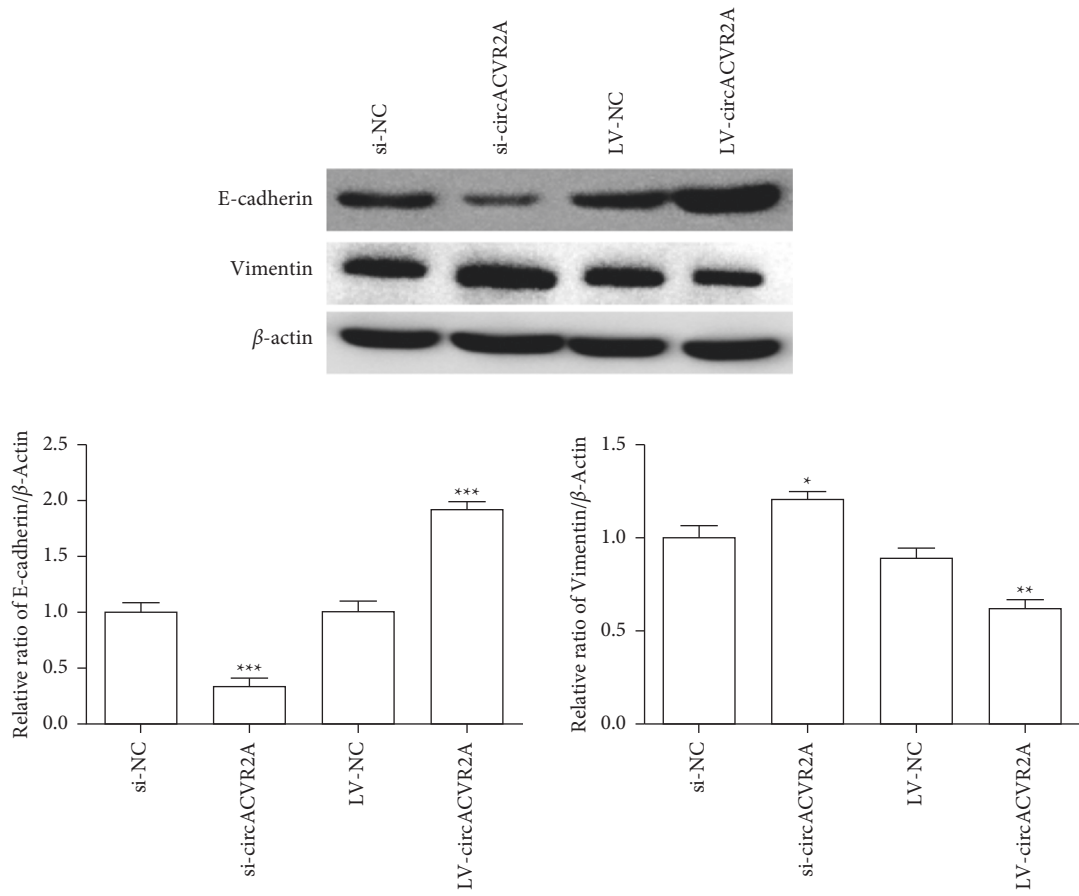 si-NC
si-circACVR2A
LV-NC
LV-circACVR2A
E-cadherin
Vimentin
β-actin
Relative ratio of E-cadherin/β-Actin
2.5
2.0
1.5
1.0
0.5
0.0
***
***
si-NC
si-circACVR2A
LV-NC
LV-circACVR2A
Relative ratio of Vimentin/β-Actin
1.5
1.0
0.5
0.0
*
**
si-NC
si-circACVR2A
LV-NC
LV-circACVR2A